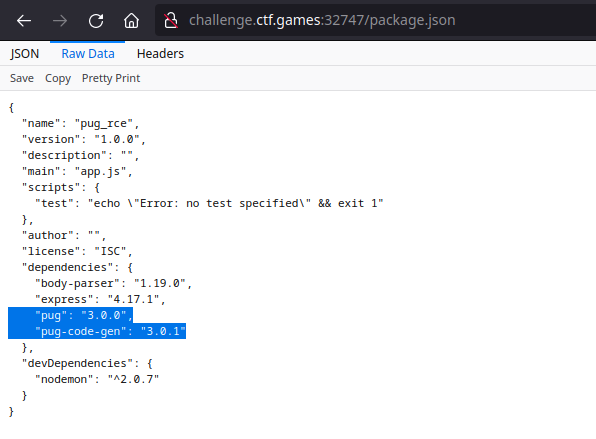 challenge.ctf.games:32747/package.json
JSON Raw Data Headers
Save Copy Pretty Print
{
  "name": "pug_rce",
  "version": "1.0.0",
  "description": "",
  "main": "app.js",
  "scripts": {
    "test": "echo \"Error: no test specified\" && exit 1"
  },
  "author": "",
  "license": "ISC",
  "dependencies": {
    "body-parser": "1.19.0",
    "express": "4.17.1",
    "pug": "3.0.0",
    "pug-code-gen": "3.0.1"
  },
  "devDependencies": {
    "nodemon": "^2.0.7"
  }
}